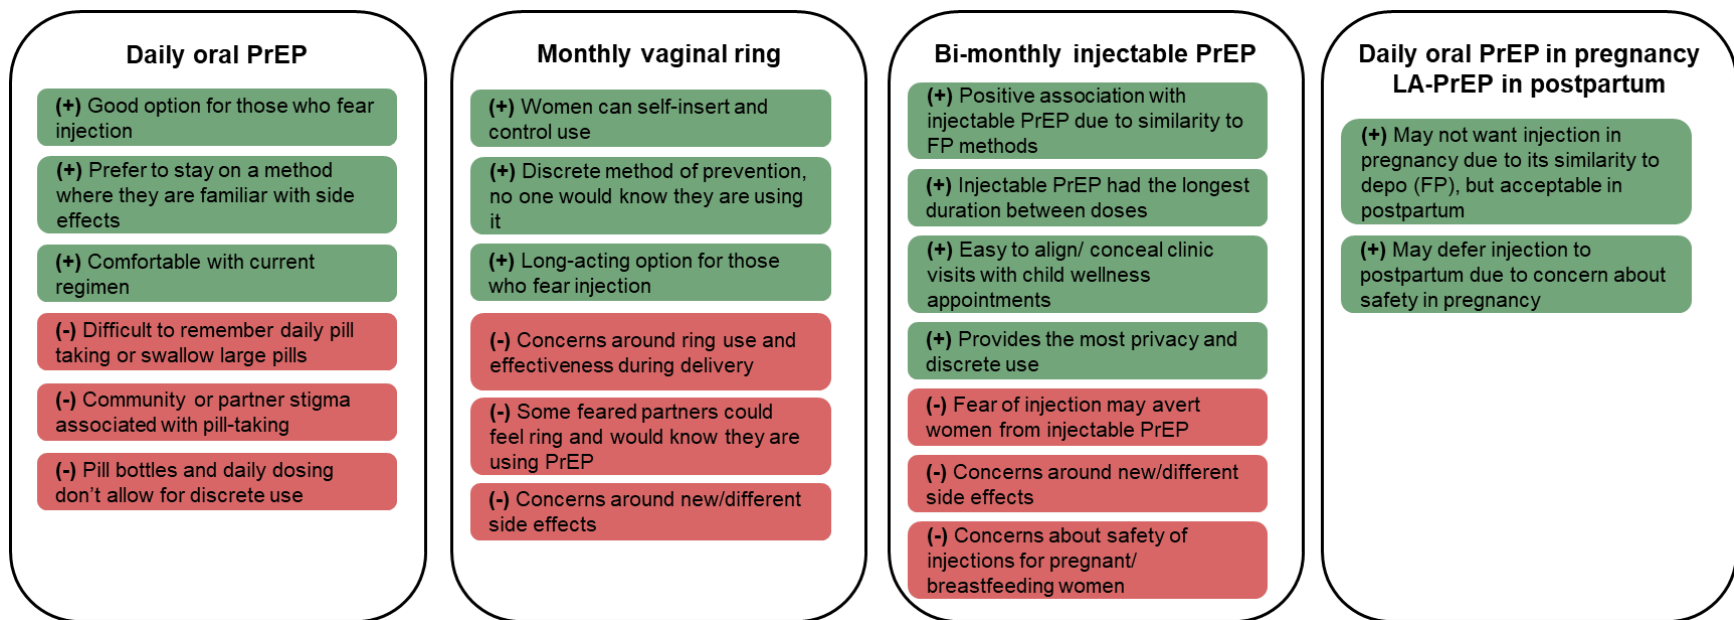 Daily oral PrEP
(+) Good option for those who fear
injection
(+) Prefer to stay on a method
where they are familiar with side
effects
(+) Comfortable with current
regimen
(-) Difficult to remember daily pill
taking or swallow large pills
(-) Community or partner stigma
associated with pill-taking
(-) Pill bottles and daily dosing
don't allow for discrete use
Monthly vaginal ring
(+) Women can self-insert and
control use
(+) Discrete method of prevention,
no one would know they are using
it
(+) Long-acting option for those
who fear injection
(-) Concerns around ring use and
effectiveness during delivery
(-) Some feared partners could
feel ring and would know they are
using PrEP
(-) Concerns around new/different
side effects
Bi-monthly injectable PrEP
(+) Positive association with
injectable PrEP due to similarity to
FP methods
(+) Injectable PrEP had the longest
duration between doses
(+) Easy to align/ conceal clinic
visits with child wellness
appointments
(+) Provides the most privacy and
discrete use
(-) Fear of injection may avert
women from injectable PrEP
(-) Concerns around new/different
side effects
(-) Concerns about safety of
injections for pregnant/
breastfeeding women
Daily oral PrEP in pregnancy
LA-PrEP in postpartum
(+) May not want injection in
pregnancy due to its similarity to
depo (FP), but acceptable in
postpartum
(+) May defer injection to
postpartum due to concern about
safety in pregnancy